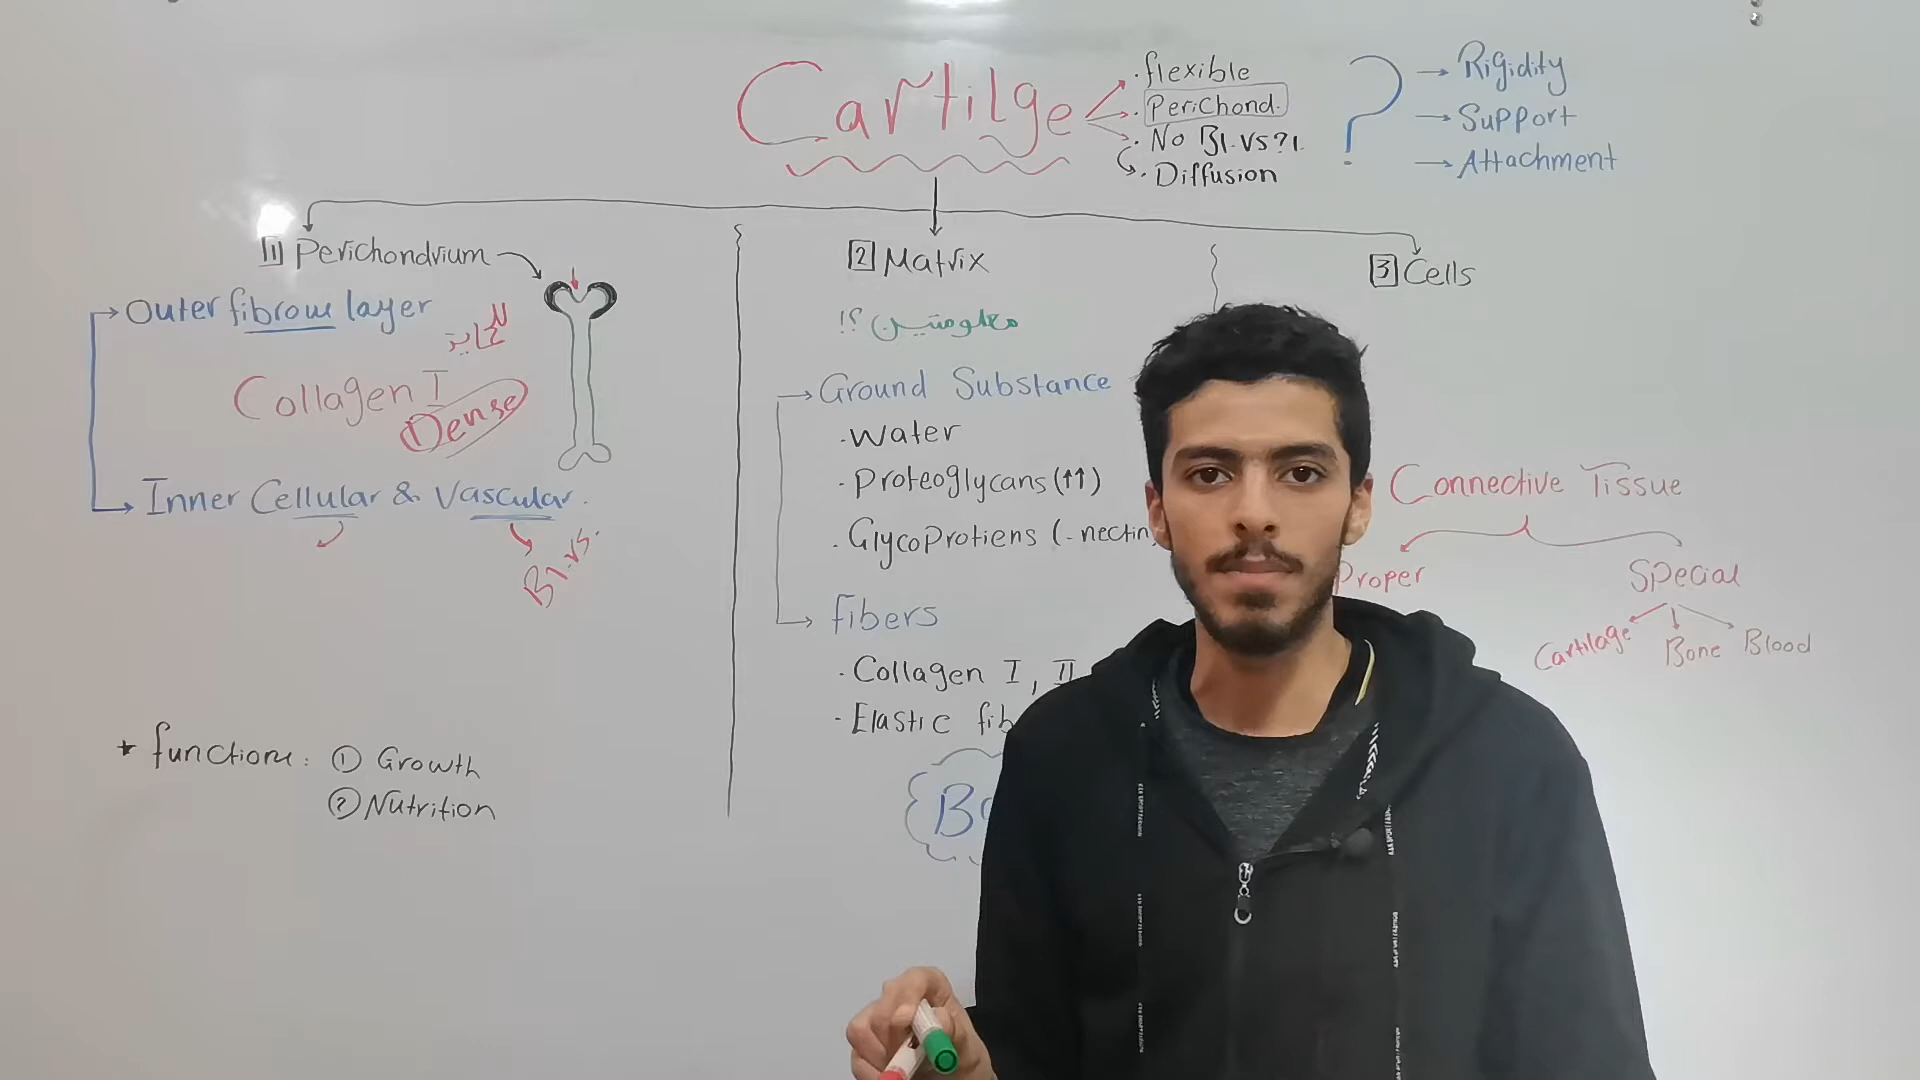 Cartilge
. flexible
. Perichond.
. No Bl.vs?!.
. Diffusion
?
→ Rigidity
→ Support
→ Attachment
1 Perichondrium
Outer fibrous layer
Collagen I
Dense
Inner Cellular & Vascular.
Bl.vs.
* functions: ① Growth
② Nutrition
2 Matrix
معلومتين؟!
Ground Substance
. Water
. Proteoglycans (↑↑)
. Glycoprotiens (- nectin
fibers
. Collagen I, II
. Elastic fib
3 Cells
Connective Tissue
Proper
Special
Cartilage
Bone
Blood